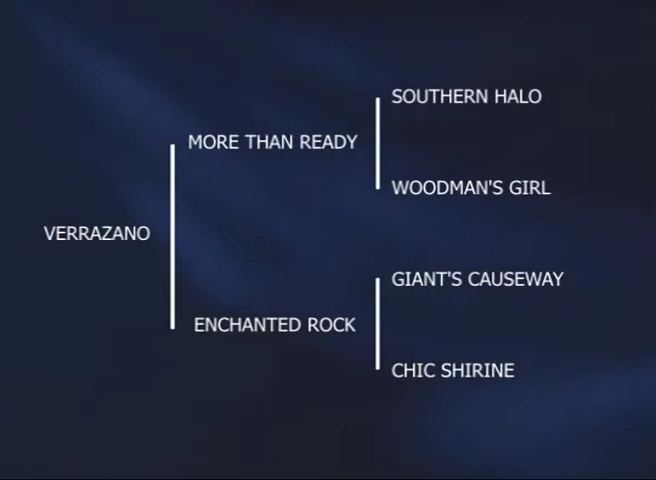 SOUTHERN HALO
MORE THAN READY
WOODMAN'S GIRL
VERRAZANO
GIANT'S CAUSEWAY
ENCHANTED ROCK
CHIC SHIRINE